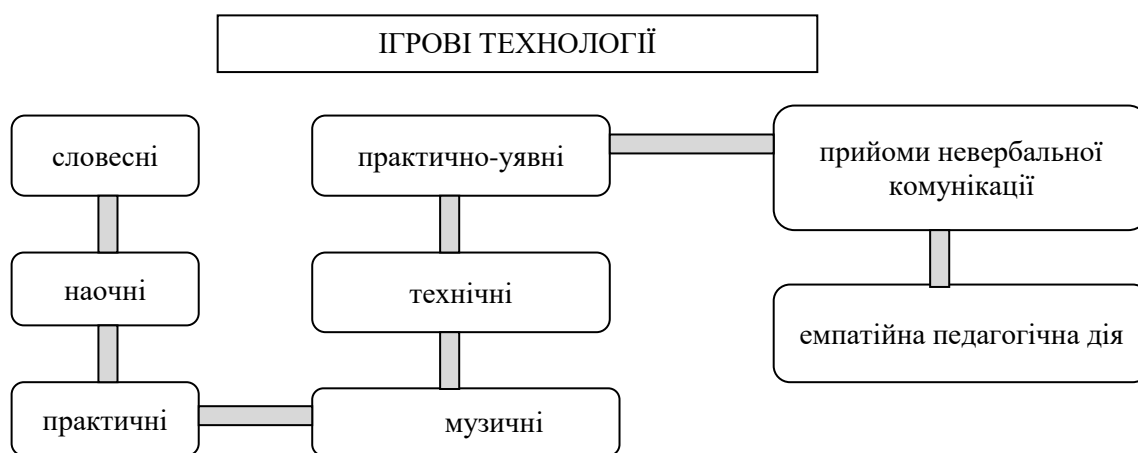 ІГРОВІ ТЕХНОЛОГІЇ
словесні
наочні
практичні
практично-уявні
технічні
музичні
прийоми невербальної
комунікації
емпатійна педагогічна дія